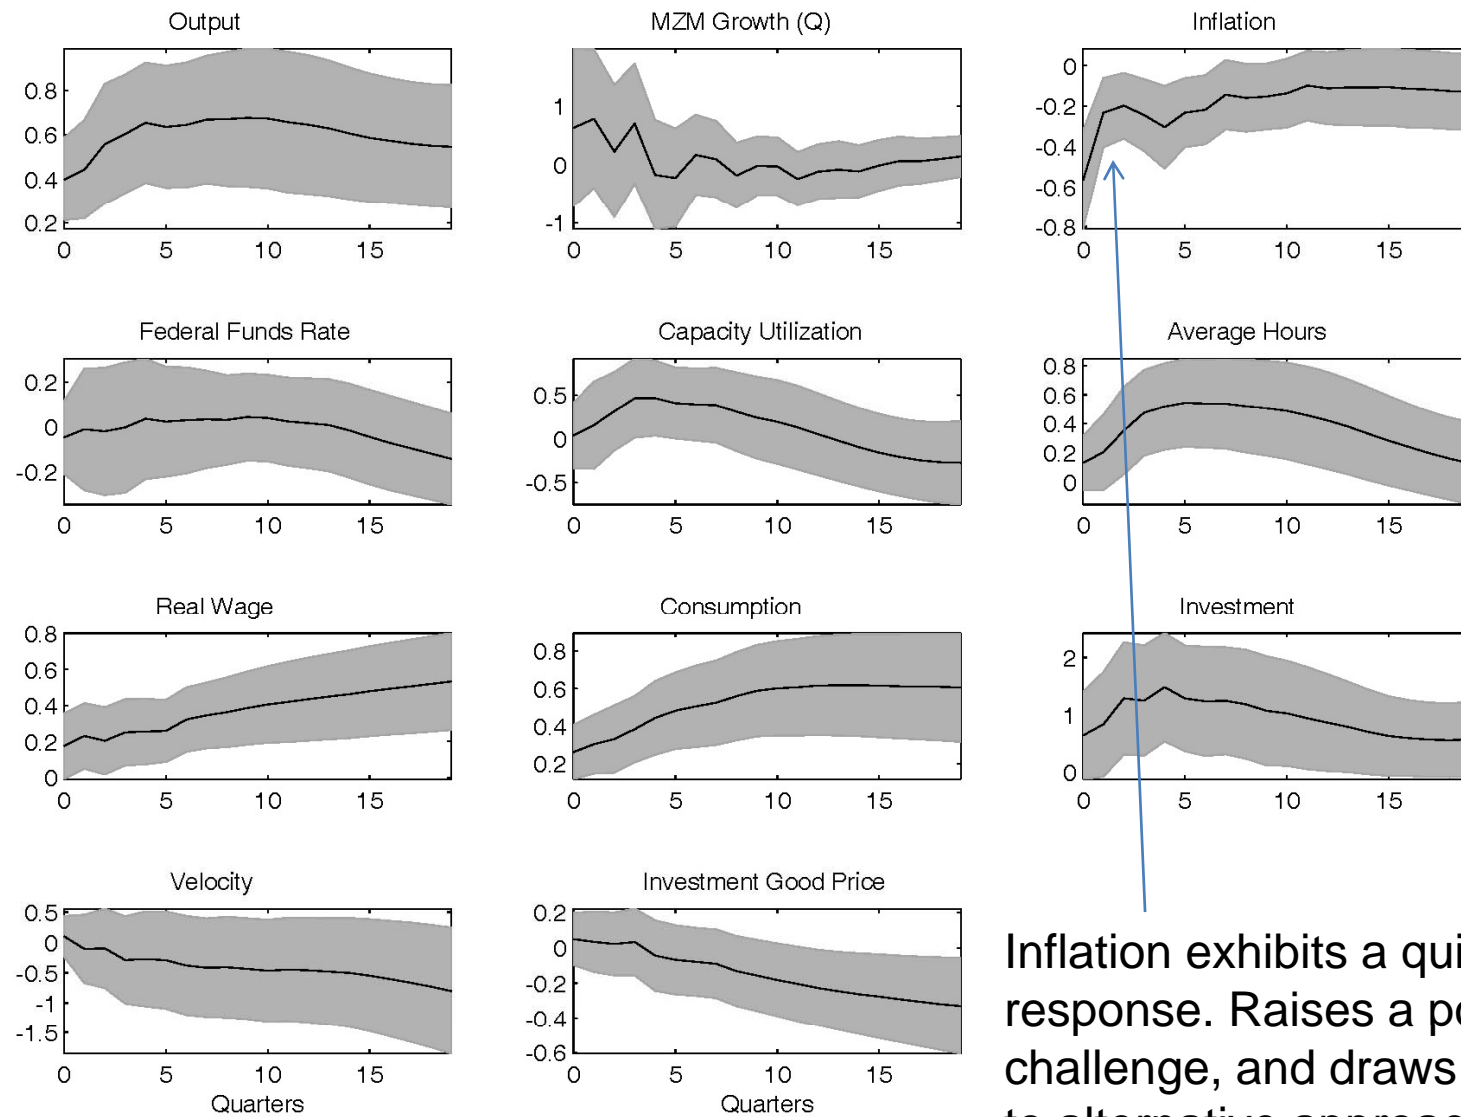 Output
0.8
0.6
0.4
0.2
0 5 10 15
MZM Growth (Q)
1
0
-1
0 5 10 15
Inflation
0
-0.2
-0.4
-0.6
-0.8
0 5 10 15
Federal Funds Rate
0.2
0
-0.2
0 5 10 15
Capacity Utilization
0.5
0
-0.5
0 5 10 15
Average Hours
0.8
0.6
0.4
0.2
0
0 5 10 15
Real Wage
0.8
0.6
0.4
0.2
0
0 5 10 15
Consumption
0.8
0.6
0.4
0.2
0 5 10 15
Investment
2
1
0
0 5 10 15
Velocity
0.5
0
-0.5
-1
-1.5
0 5 10 15
Quarters
Investment Good Price
0.2
0
-0.2
-0.4
-0.6
0 5 10 15
Quarters
Inflation exhibits a
response. Raises a
challenge, and draws
to alternative